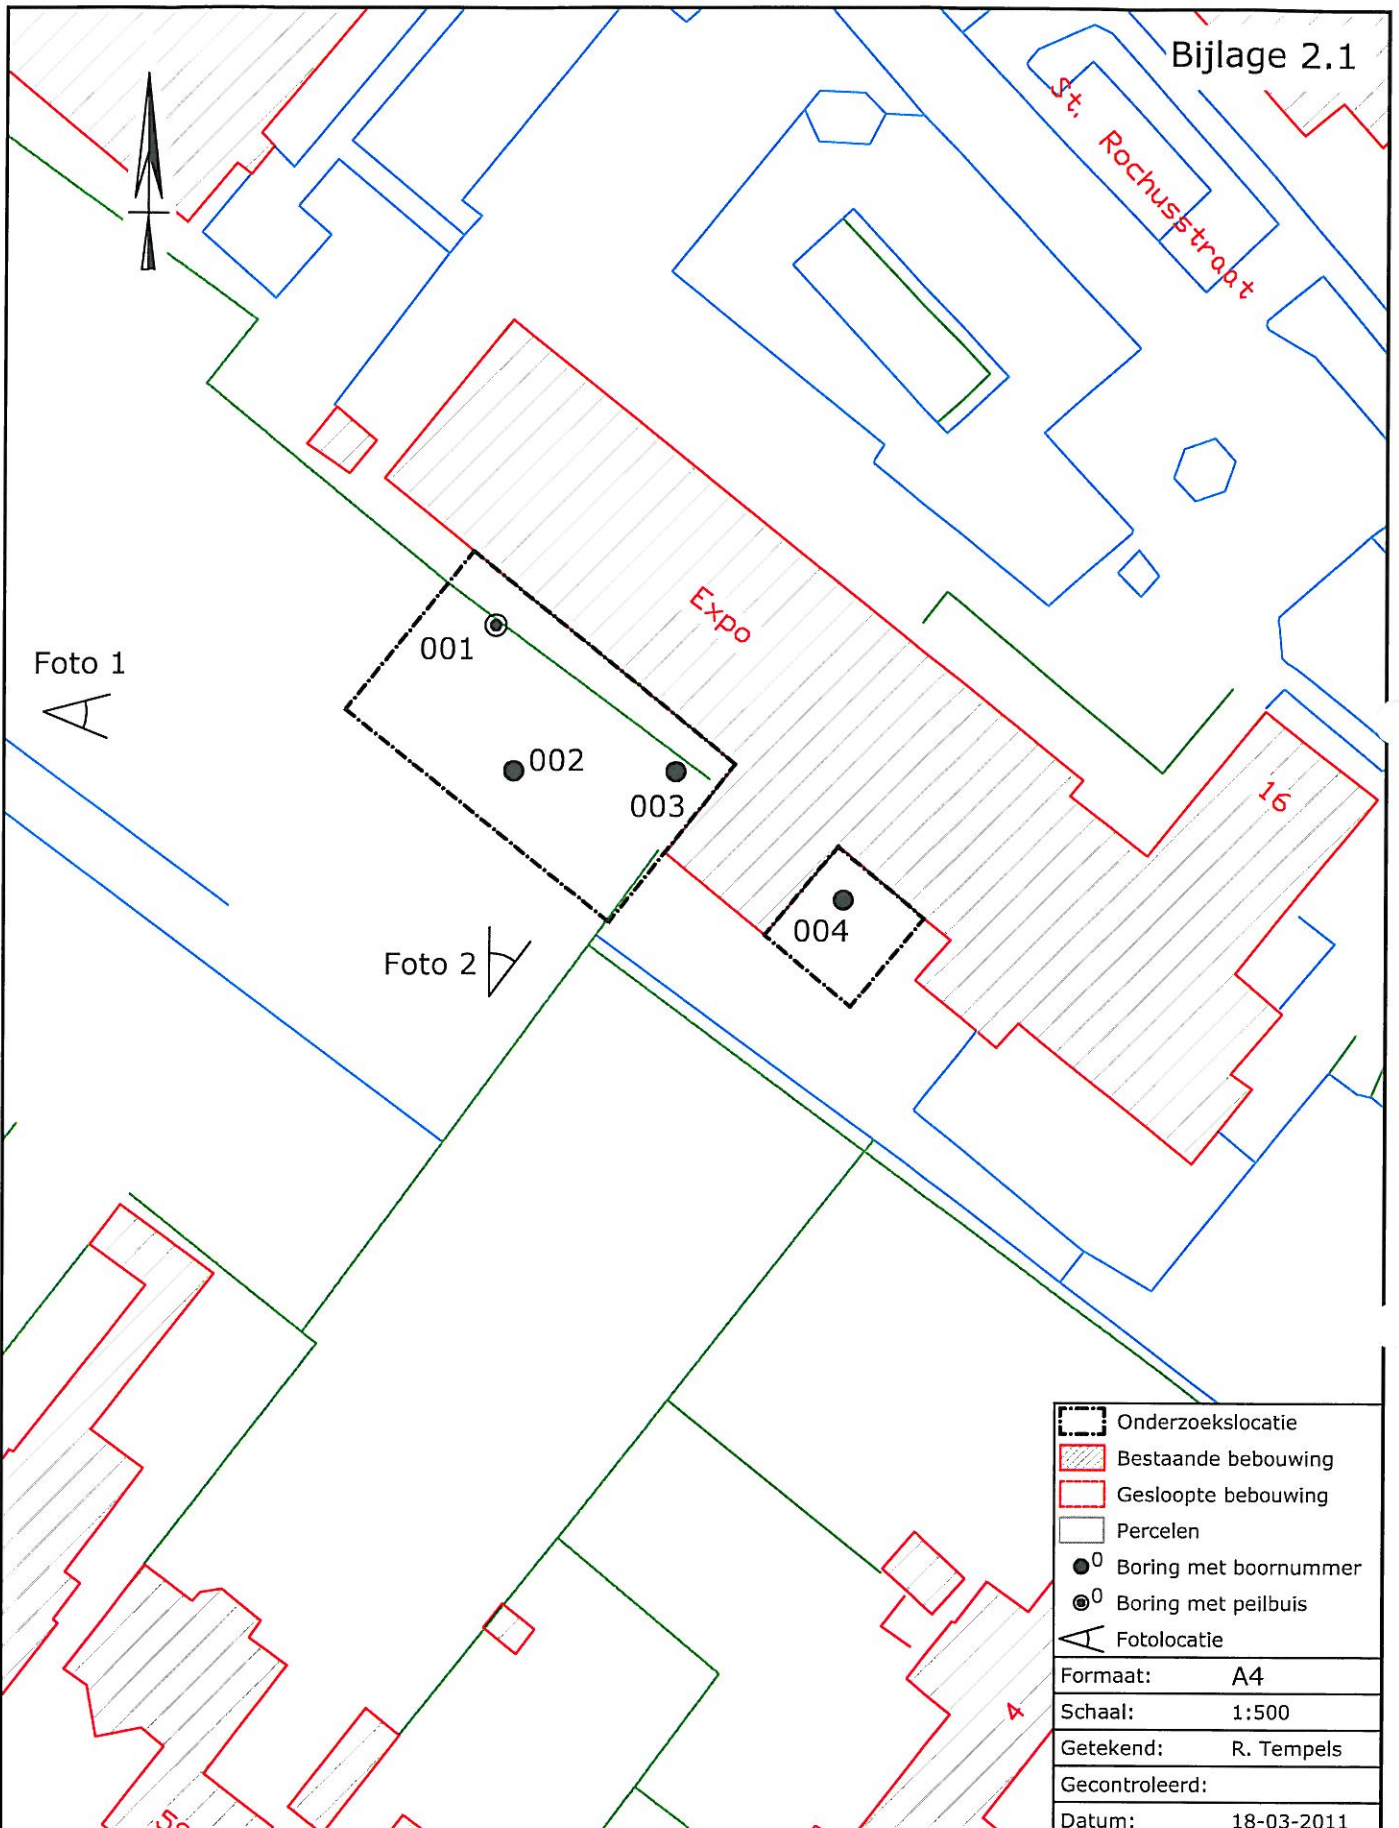 Bijlage 2.1
St. Rochusstraat
Expo
001
Foto 1
002
16
003
004
Foto 2
Onderzoekslocatie
Bestaande bebouwing
Gesloopte bebouwing
Percelen
0 Boring met boornummer
0 Boring met peilbuis
Fotolocatie
4
Formaat: A4
Schaal: 1:500
Getekend: R. Tempels
Gecontroleerd:
Datum: 18-03-2011